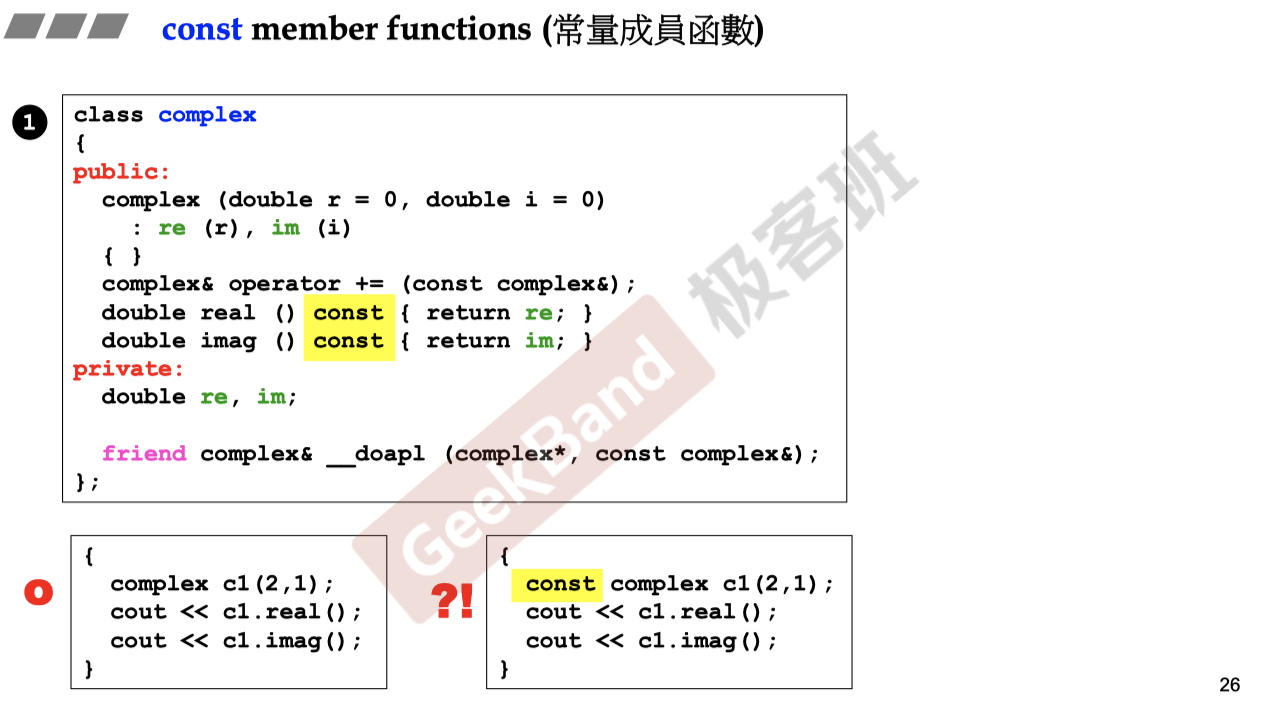 const member functions (常量成員函數)
1
class complex
{
public:
  complex (double r = 0, double i = 0)
    : re (r), im (i)
  { }
  complex& operator += (const complex&);
  double real () const { return re; }
  double imag () const { return im; }
private:
  double re, im;
  friend complex& __doapl (complex*, const complex&);
};
极客班
GeekBand
O
{
  complex c1(2,1);
  cout << c1.real();
  cout << c1.imag();
}
?!
{
  const complex c1(2,1);
  cout << c1.real();
  cout << c1.imag();
}
26